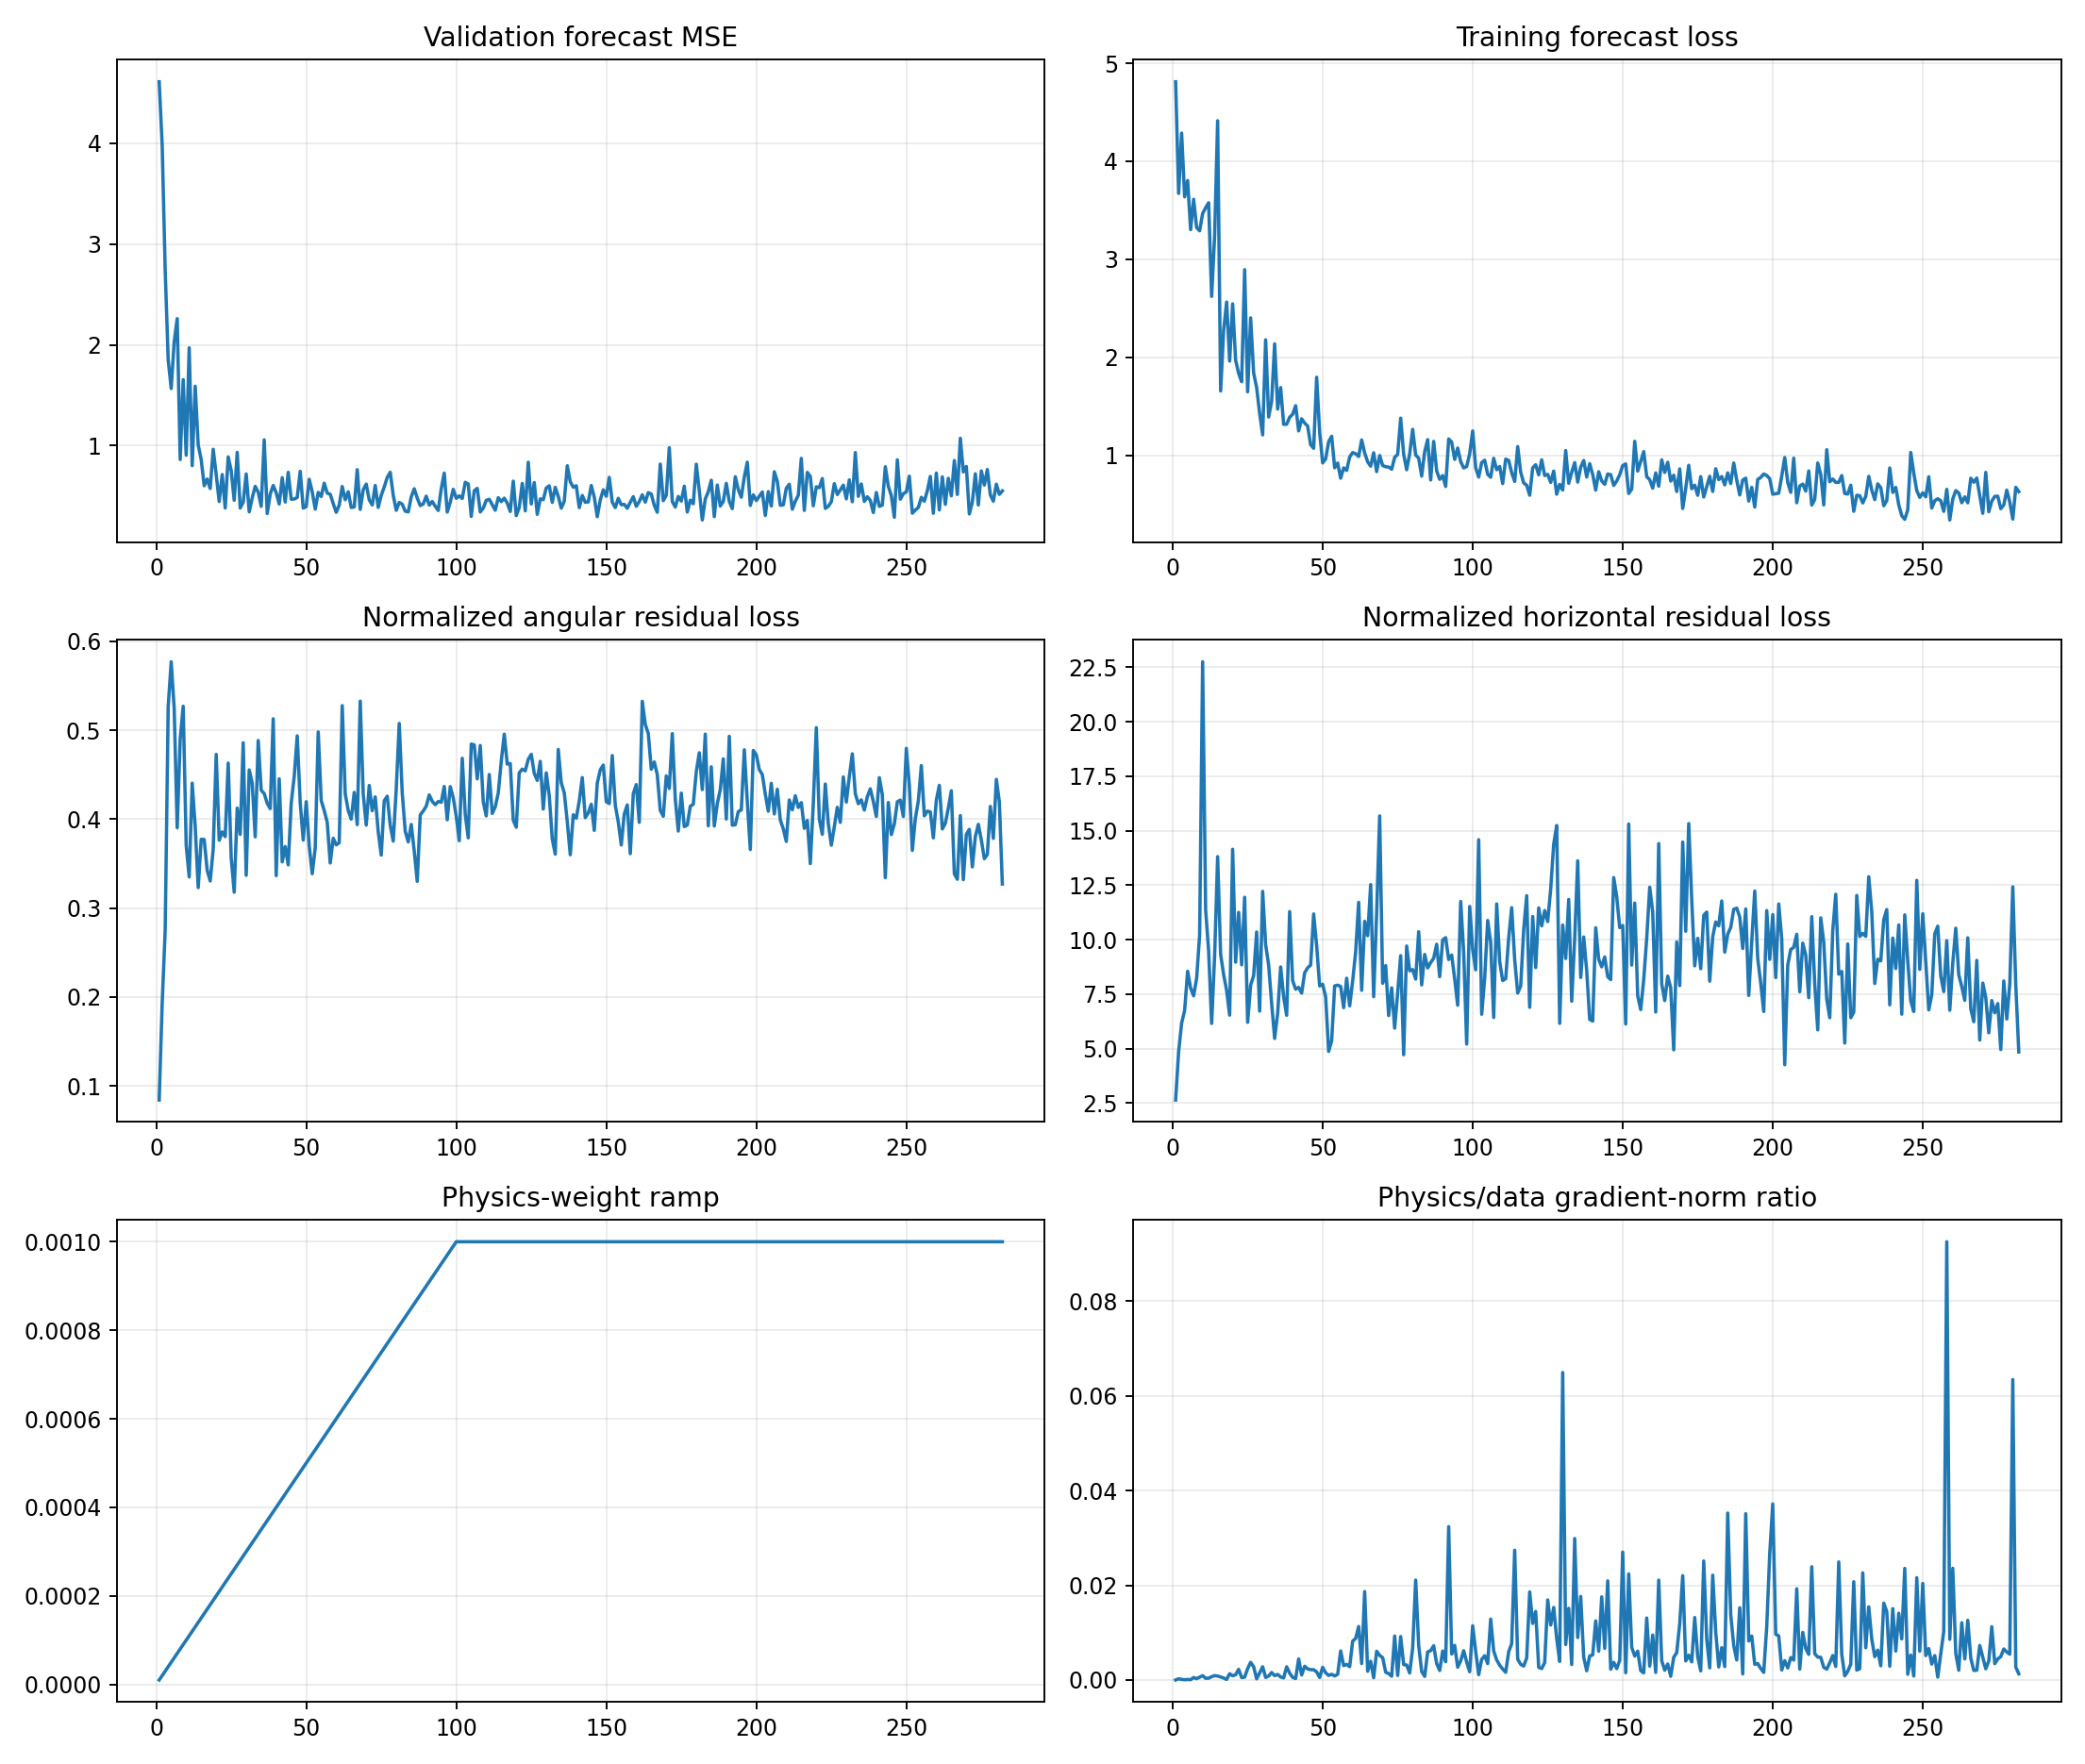 Validation forecast MSE
4
3
2
1
0 50 100 150 200 250
Training forecast loss
5
4
3
2
1
0 50 100 150 200 250
Normalized angular residual loss
0.6
0.5
0.4
0.3
0.2
0.1
0 50 100 150 200 250
Normalized horizontal residual loss
22.5
20.0
17.5
15.0
12.5
10.0
7.5
5.0
2.5
0 50 100 150 200 250
Physics-weight ramp
0.0010
0.0008
0.0006
0.0004
0.0002
0.0000
0 50 100 150 200 250
Physics/data gradient-norm ratio
0.08
0.06
0.04
0.02
0.00
0 50 100 150 200 250